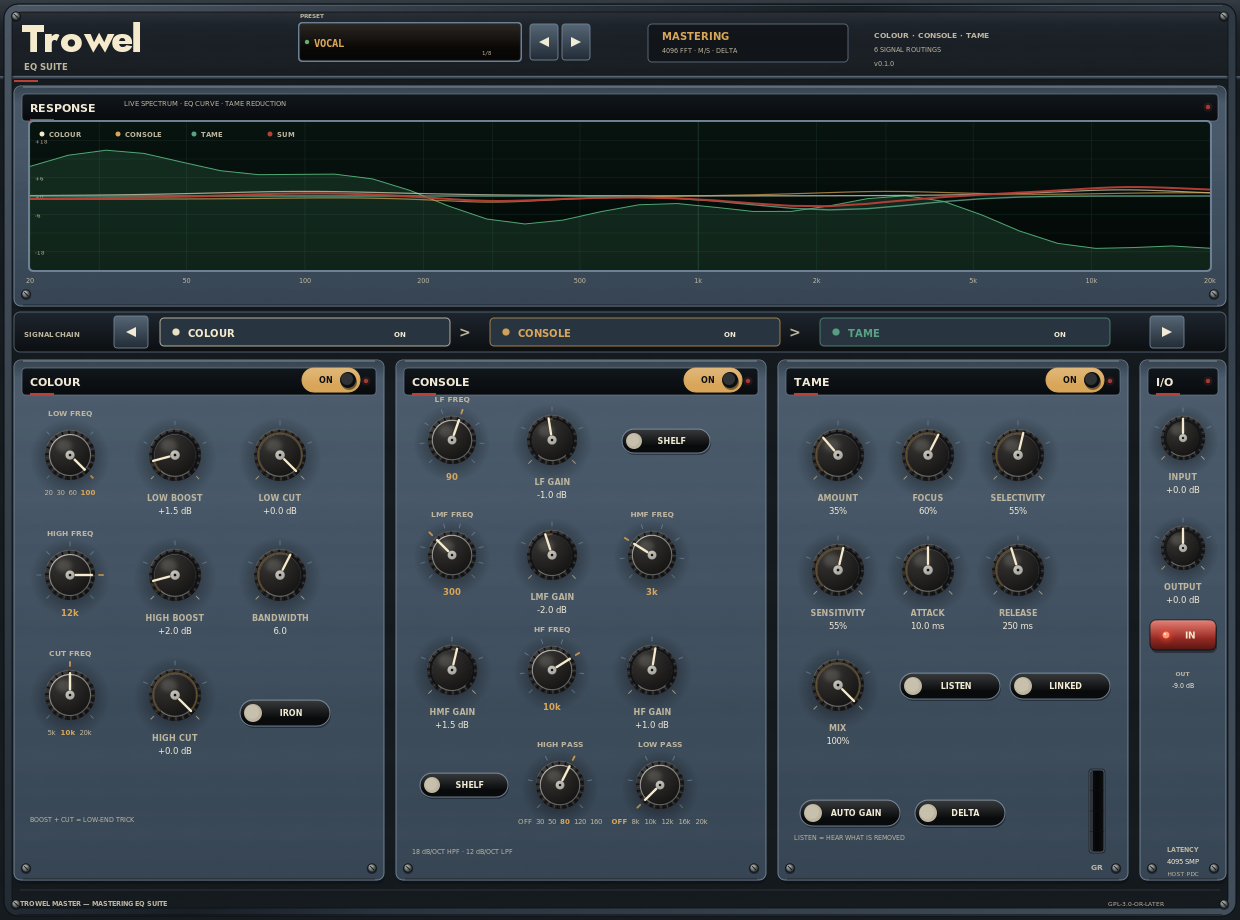 Trowel
EQ SUITE
PRESET
VOCAL
1/8
MASTERING
4096 FFT · M/S · DELTA
COLOUR · CONSOLE · TAME
6 SIGNAL ROUTINGS
v0.1.0
RESPONSE
LIVE SPECTRUM · EQ CURVE · TAME REDUCTION
COLOUR CONSOLE TAME SUM
20 50 100 200 500 1k 2k 5k 10k 20k
SIGNAL CHAIN
COLOUR ON > CONSOLE ON > TAME ON
COLOUR
ON
LOW FREQ
20 30 60 100
LOW BOOST
+1.5 dB
LOW CUT
+0.0 dB
HIGH FREQ
12k
HIGH BOOST
+2.0 dB
BANDWIDTH
6.0
CUT FREQ
5k 10k 20k
HIGH CUT
+0.0 dB
IRON
BOOST + CUT = LOW-END TRICK
CONSOLE
ON
LF FREQ
90
LF GAIN
-1.0 dB
SHELF
LMF FREQ
300
LMF GAIN
-2.0 dB
HMF FREQ
3k
HMF GAIN
+1.5 dB
HF FREQ
10k
HF GAIN
+1.0 dB
SHELF
HIGH PASS
OFF 30 50 80 120 160
LOW PASS
OFF 8k 10k 12k 16k 20k
18 dB/OCT HPF · 12 dB/OCT LPF
TAME
ON
AMOUNT
35%
FOCUS
60%
SELECTIVITY
55%
SENSITIVITY
55%
ATTACK
10.0 ms
RELEASE
250 ms
MIX
100%
LISTEN
LINKED
AUTO GAIN
DELTA
LISTEN = HEAR WHAT IS REMOVED
GR
I/O
INPUT
+0.0 dB
OUTPUT
+0.0 dB
IN
OUT
-9.0 dB
LATENCY
4095 SMP
HOST PDC
TROWEL MASTER — MASTERING EQ SUITE
GPL-3.0-OR-LATER